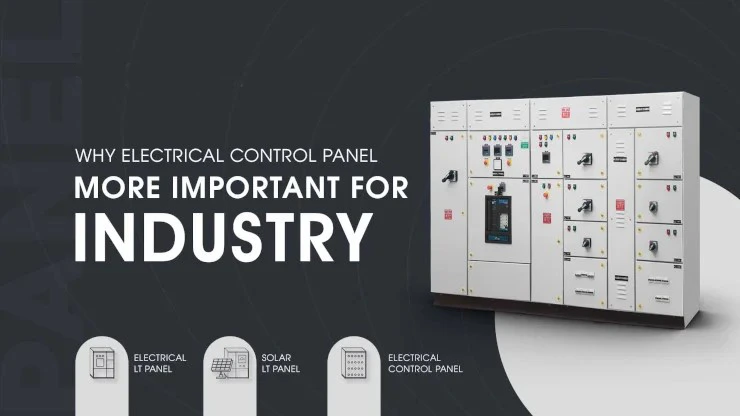 PANEL
WHY ELECTRICAL CONTROL PANEL
MORE IMPORTANT FOR
INDUSTRY
ELECTRICAL
LT PANEL
SOLAR
LT PANEL
ELECTRICAL
CONTROL PANEL